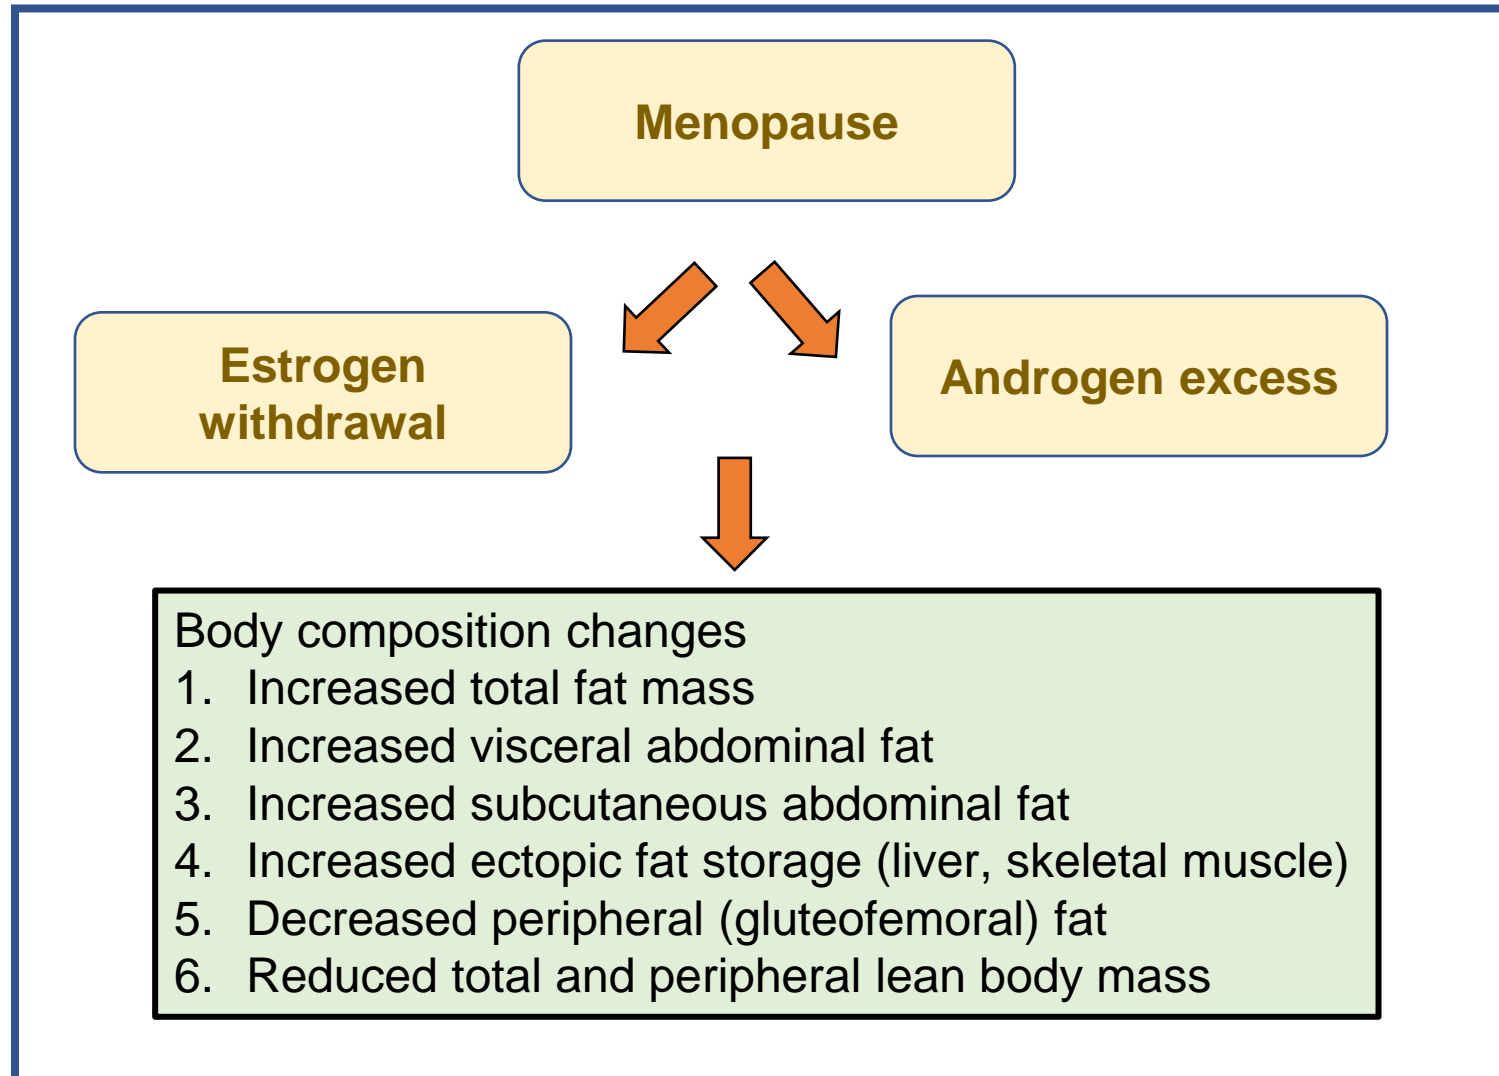 Menopause
Estrogen
withdrawal
Androgen excess
Body composition changes
1. Increased total fat mass
2. Increased visceral abdominal fat
3. Increased subcutaneous abdominal fat
4. Increased ectopic fat storage (liver, skeletal muscle)
5. Decreased peripheral (gluteofemoral) fat
6. Reduced total and peripheral lean body mass